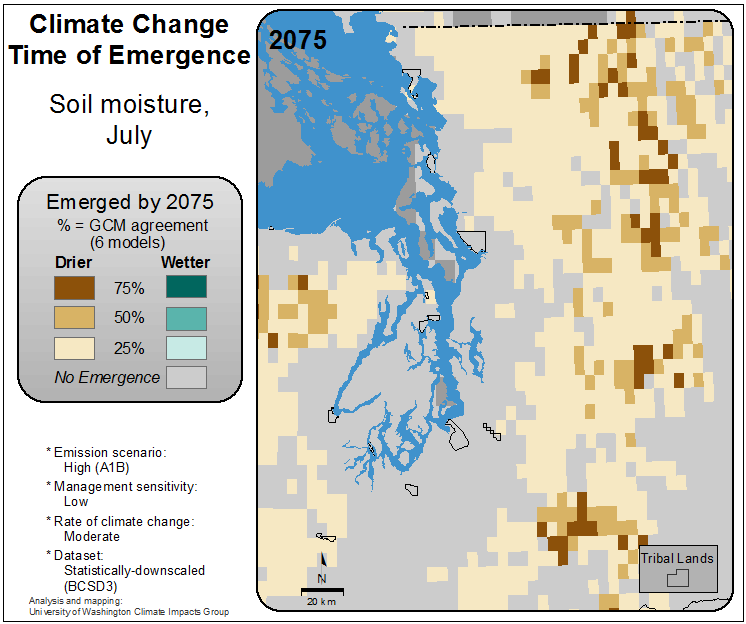 Climate Change
Time of Emergence
Soil moisture,
July
Emerged by 2075
% = GCM agreement
(6 models)
Drier Wetter
75%
50%
25%
No Emergence
* Emission scenario:
High (A1B)
* Management sensitivity:
Low
* Rate of climate change:
Moderate
* Dataset:
Statistically-downscaled
(BCSD3)
Analysis and mapping:
University of Washington Climate Impacts Group
2075
N
20 km
Tribal Lands